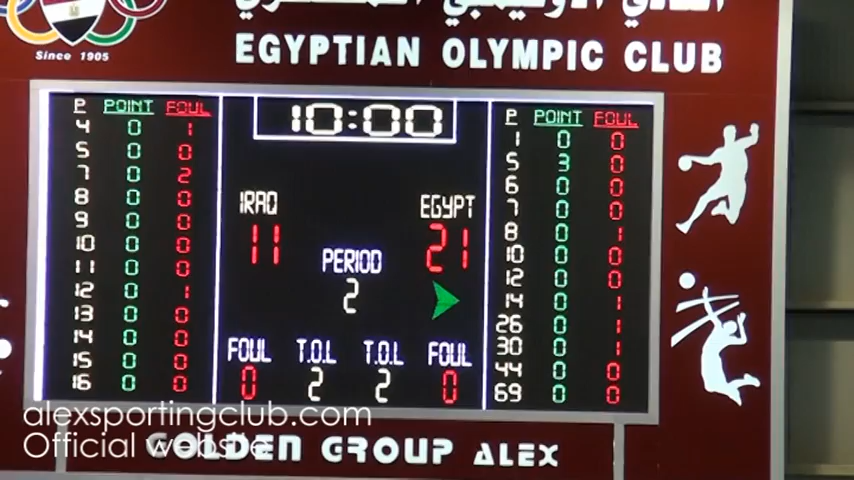 النادي الأوليمبي المصري
EGYPTIAN OLYMPIC CLUB
Since 1905
P POINT FOUL
4 0 1
5 0 0
7 0 2
8 0 0
9 0 0
10 0 0
11 0 0
12 0 1
13 0 0
14 0 0
15 0 0
16 0 0
10:00
IRAQ EGYPT
11 21
PERIOD
2
FOUL T.O.L T.O.L FOUL
0 2 2 0
P POINT FOUL
1 0 0
5 3 0
6 0 0
7 0 0
8 0 1
10 0 0
12 0 0
14 0 1
26 0 1
30 0 1
44 0 0
69 0 0
alexsportingclub.com
Official website
GOLDEN GROUP ALEX